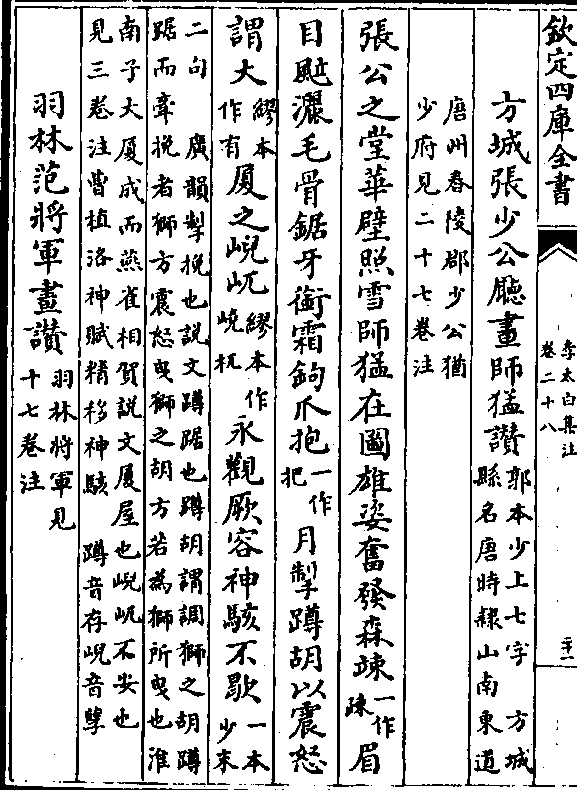 欽定四庫全書
李太白集注
卷二十八
二十一
方城張少公廳畫師猛讚 郭本少上七字 方城
縣名唐時隸山南東道
唐州春陵郡少公猶
少府見二十七卷注
張公之堂華壁照雪師猛在圖雄姿奮發森竦 一作
踈 眉
目颭灑毛骨鋸牙銜霜鉤爪抱 一作
把 月掣蹲胡以震怒
謂大 繆本
作有 厦之峴屼 繆本作
嶢杌 永觀厥容神駭不歇 一本
少末
二句 廣韻掣挽也說文蹲踞也蹲胡謂調獅之胡蹲
踞而牽挽者獅方震怒曳獅之胡方若為獅所曳也淮
南子大厦成而燕雀相賀說文厦屋也峴屼不安也
見三卷注曹植洛神賦精移神駭 蹲音存峴音孽
羽林范將軍畫讚 羽林將軍見
十七卷注